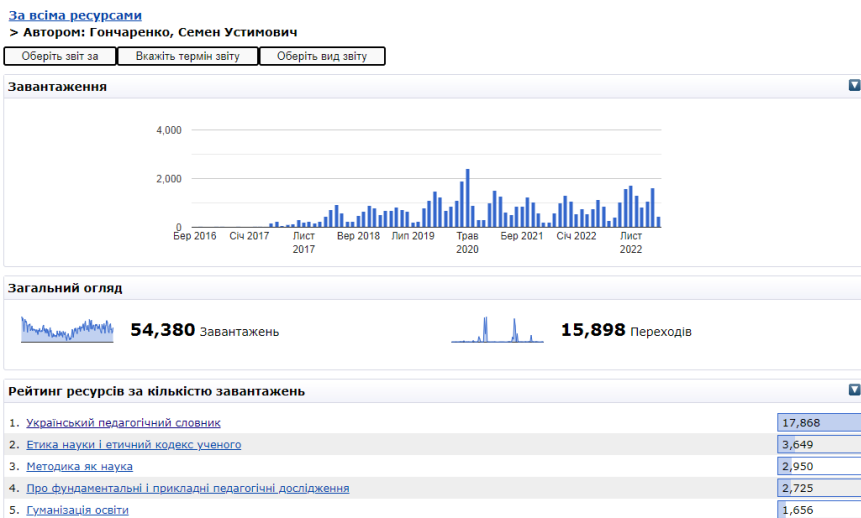 За всіма ресурсами
> Автором: Гончаренко, Семен Устимович
Оберіть звіт за Вкажіть термін звіту Оберіть вид звіту
Завантаження
4,000
2,000
0
Бер 2016 Січ 2017 Лист 2017 Вер 2018 Лип 2019 Трав 2020 Бер 2021 Січ 2022 Лист 2022
Загальний огляд
54,380 Завантажень 15,898 Переходів
Рейтинг ресурсів за кількістю завантажень
1. Український педагогічний словник 17,868
2. Етика науки і етичний кодекс ученого 3,649
3. Методика як наука 2,950
4. Про фундаментальні і прикладні педагогічні дослідження 2,725
5. Гуманізація освіти 1,656